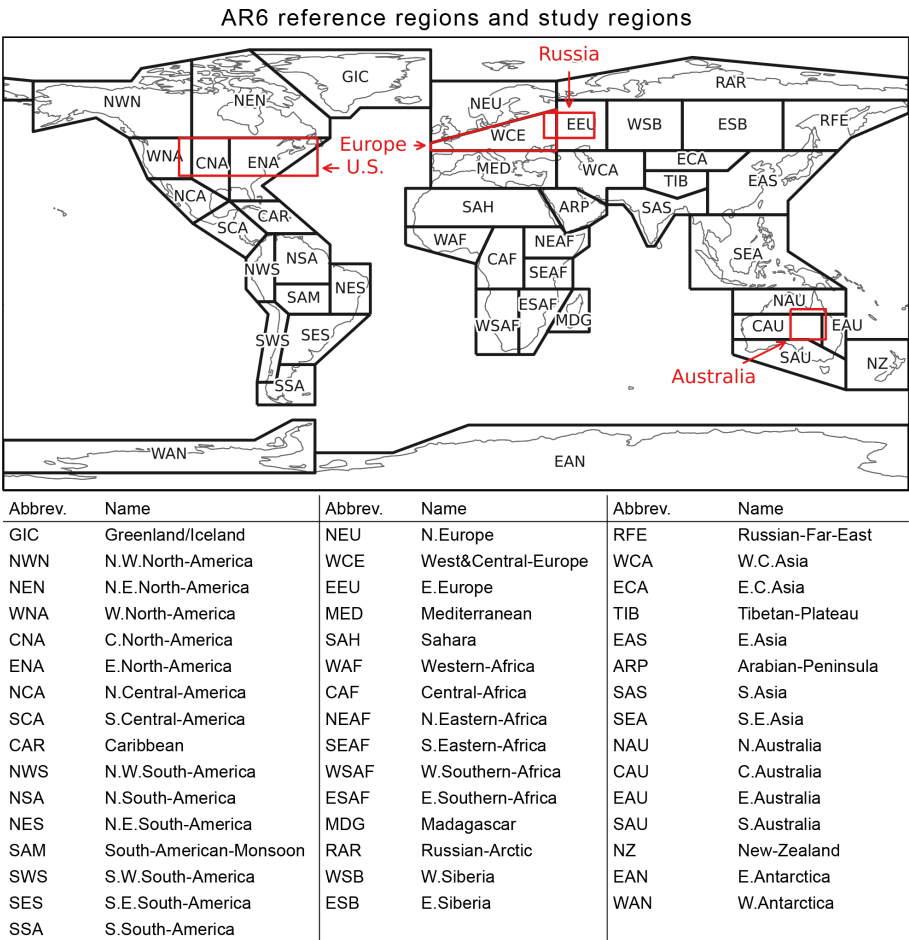 AR6 reference regions and study regions
Russia
GIC
RAR
NWN
NEN
NEU
RFE
EEU
WSB
ESB
WCE
Europe
U.S.
WNA
CNA
ENA
MED
WCA
ECA
TIB
EAS
NCA
SAH
ARP
SAS
CAR
SCA
WAF
NEAF
CAF
SEA
NSA
NWS
SEAF
NES
SAM
ESAF
NAU
MDG
WSAF
CAU
EAU
SWS
SES
SAU
NZ
Australia
SSA
WAN
EAN
Abbrev. Name Abbrev. Name Abbrev. Name
GIC Greenland/Iceland NEU N.Europe RFE Russian-Far-East
NWN N.W.North-America WCE West&Central-Europe WCA W.C.Asia
NEN N.E.North-America EEU E.Europe ECA E.C.Asia
WNA W.North-America MED Mediterranean TIB Tibetan-Plateau
CNA C.North-America SAH Sahara EAS E.Asia
ENA E.North-America WAF Western-Africa ARP Arabian-Peninsula
NCA N.Central-America CAF Central-Africa SAS S.Asia
SCA S.Central-America NEAF N.Eastern-Africa SEA S.E.Asia
CAR Caribbean SEAF S.Eastern-Africa NAU N.Australia
NWS N.W.South-America WSAF W.Southern-Africa CAU C.Australia
NSA N.South-America ESAF E.Southern-Africa EAU E.Australia
NES N.E.South-America MDG Madagascar SAU S.Australia
SAM South-American-Monsoon RAR Russian-Arctic NZ New-Zealand
SWS S.W.South-America WSB W.Siberia EAN E.Antarctica
SES S.E.South-America ESB E.Siberia WAN W.Antarctica
SSA S.South-America